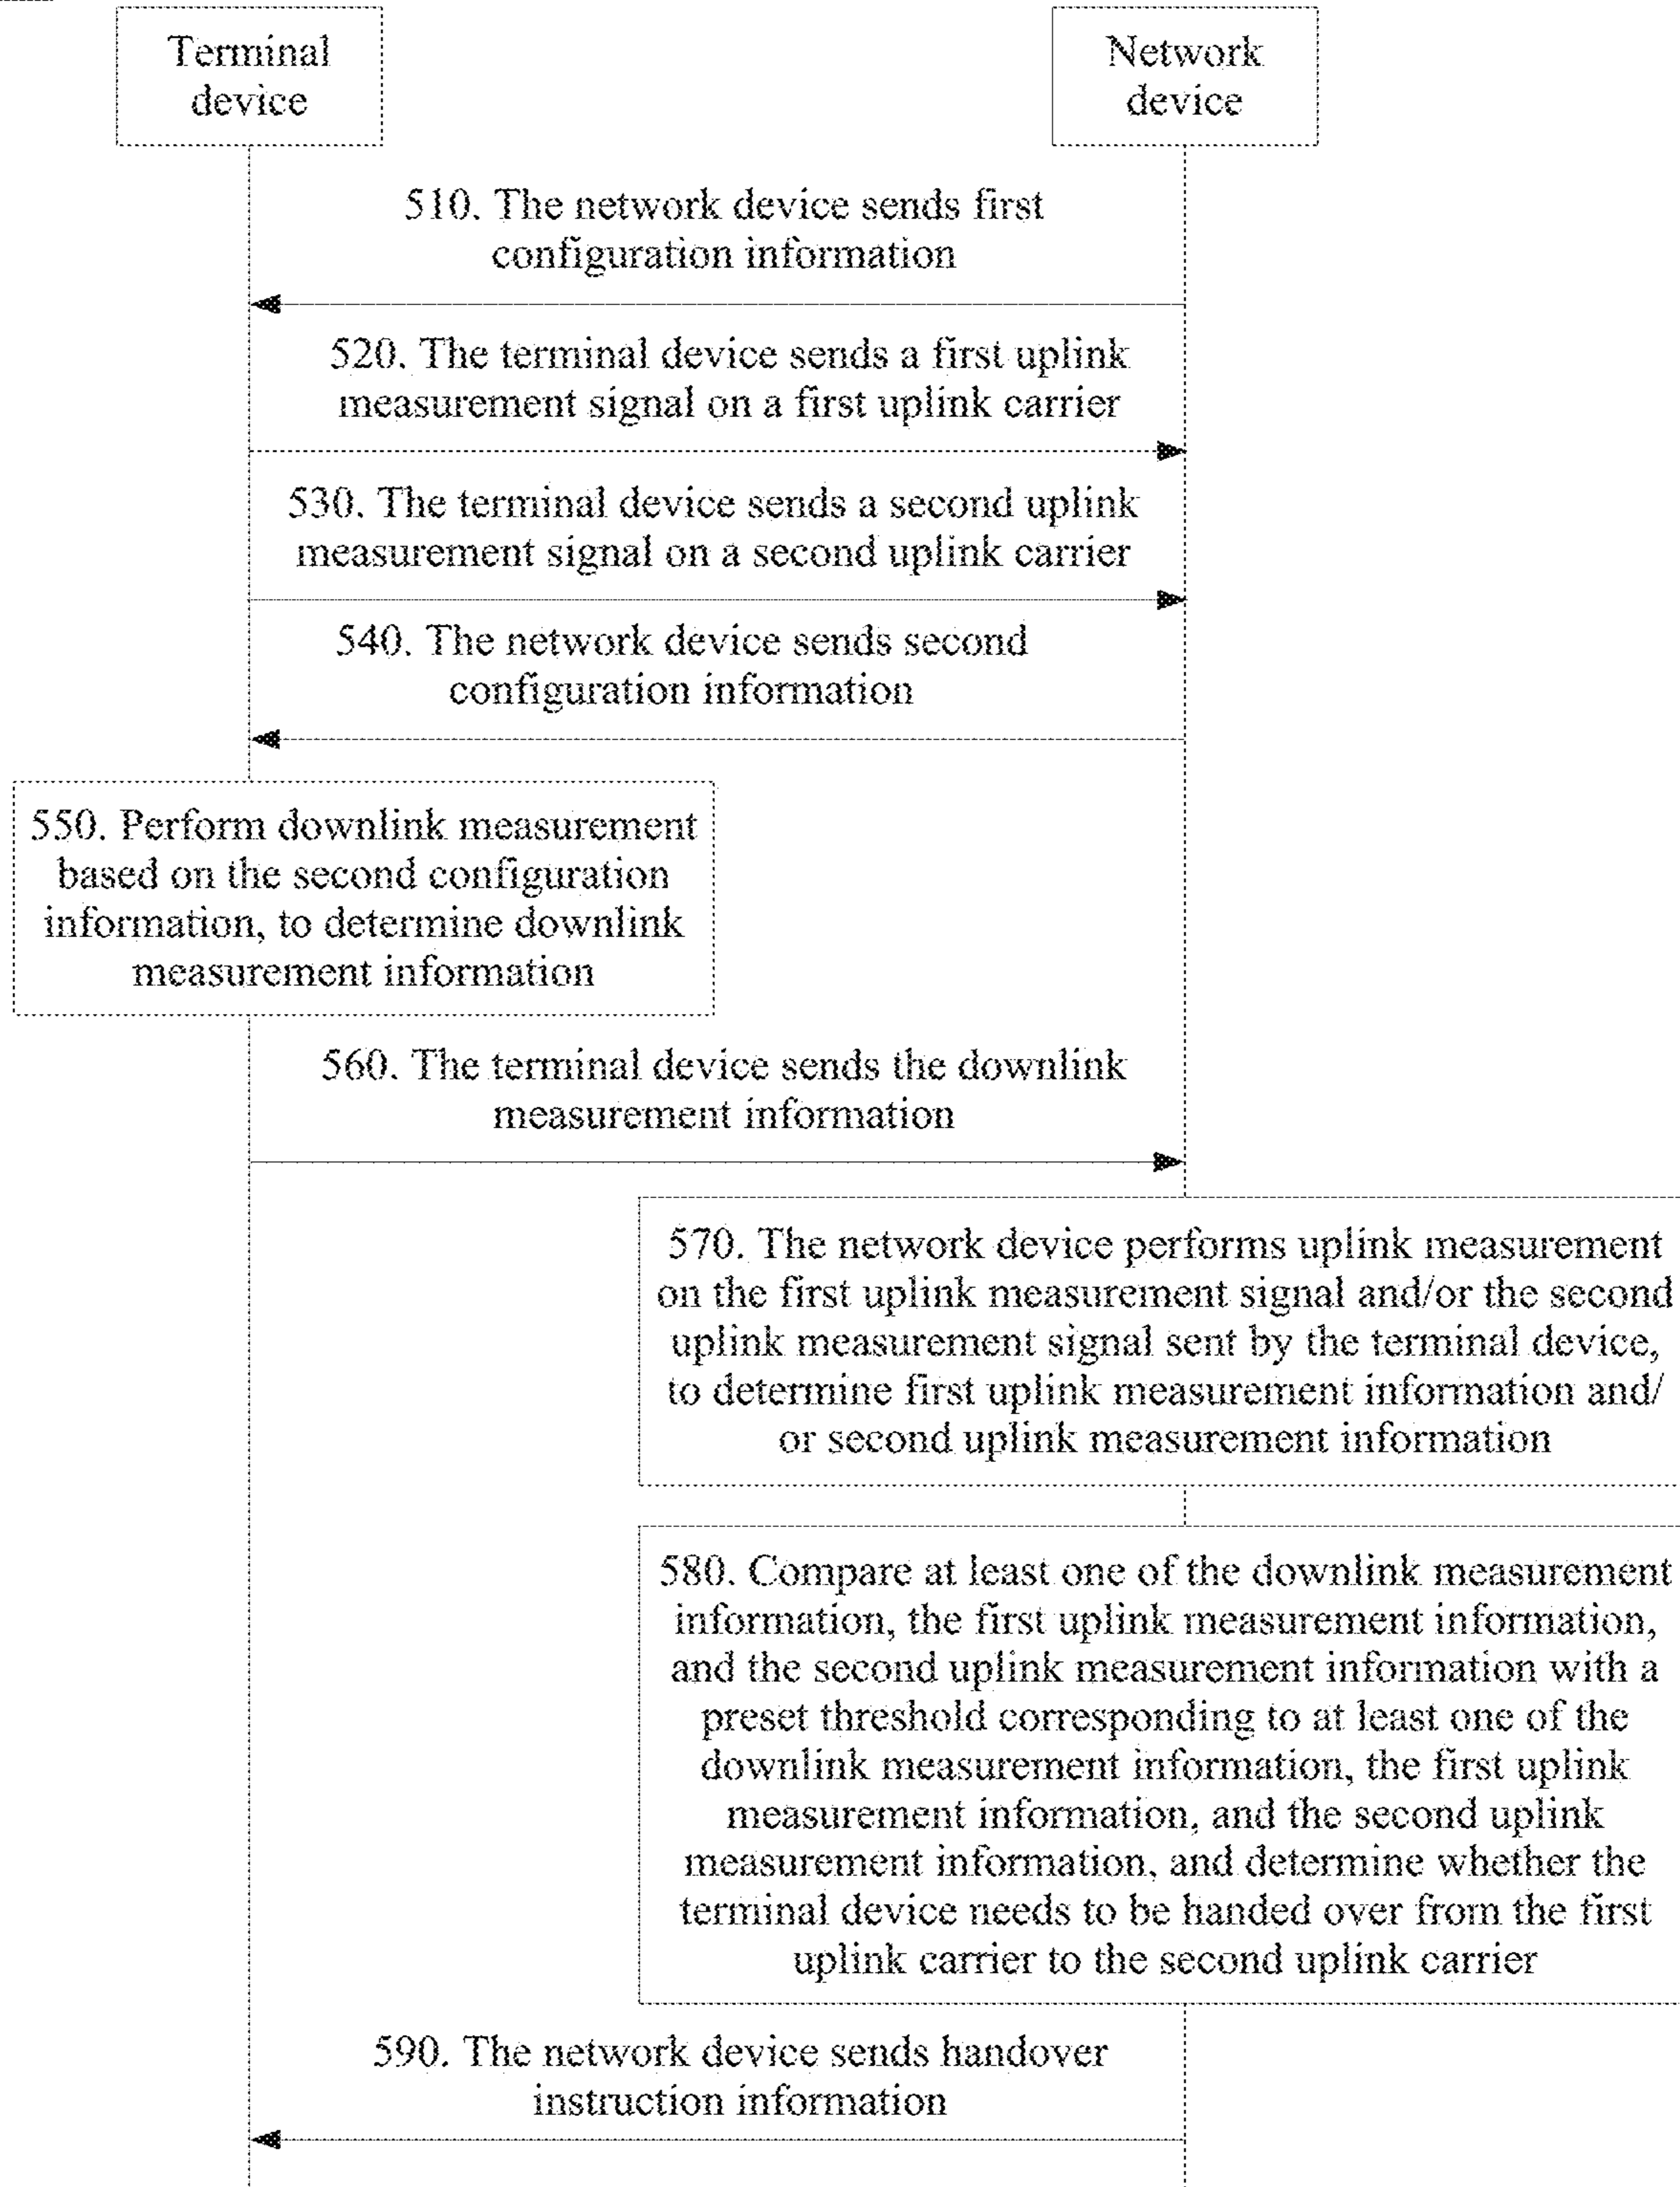 Terminal
device
Network
device
510. The network device sends first
configuration information
520. The terminal device sends a first uplink
measurement signal on a first uplink carrier
530. The terminal device sends a second uplink
measurement signal on a second uplink carrier
540. The network device sends second
configuration information
550. Perform downlink measurement
based on the second configuration
information, to determine downlink
measurement information
560. The terminal device sends the downlink
measurement information
570. The network device performs uplink measurement
on the first uplink measurement signal and/or the second
uplink measurement signal sent by the terminal device,
to determine first uplink measurement information and/
or second uplink measurement information
580. Compare at least one of the downlink measurement
information, the first uplink measurement information,
and the second uplink measurement information with a
preset threshold corresponding to at least one of the
downlink measurement information, the first uplink
measurement information, and the second uplink
measurement information, and determine whether the
terminal device needs to be handed over from the first
uplink carrier to the second uplink carrier
590. The network device sends handover
instruction information